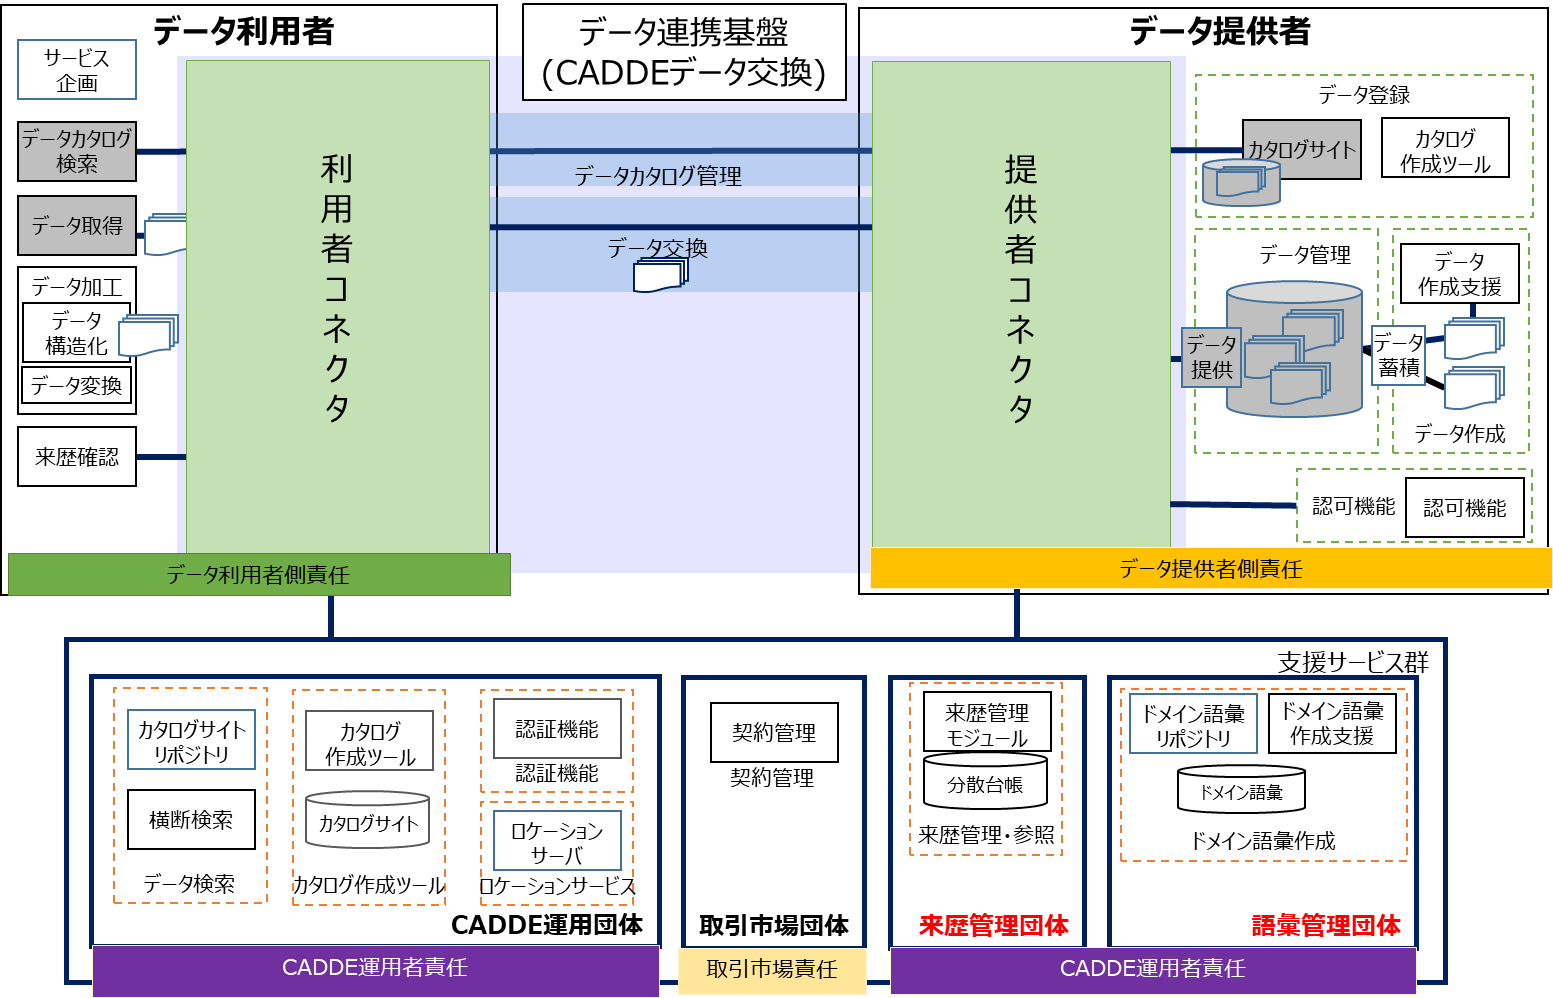 データ利用者
サービス
企画
データカタログ
検索
データ取得
データ加工
データ
構造化
データ変換
来歴確認
利用者コネクタ
データ利用者側責任
データ連携基盤
(CADDEデータ交換)
データカタログ管理
データ交換
データ提供者
提供者コネクタ
データ登録
カタログサイト
カタログ
作成ツール
データ管理
データ
提供
データ
蓄積
データ
作成支援
データ作成
認可機能
認可機能
データ提供者側責任
支援サービス群
カタログサイト
リポジトリ
横断検索
データ検索
カタログ
作成ツール
カタログサイト
カタログ作成ツール
認証機能
認証機能
ロケーション
サーバ
ロケーションサービス
CADDE運用団体
CADDE運用者責任
契約管理
契約管理
取引市場団体
取引市場責任
来歴管理
モジュール
分散台帳
来歴管理・参照
来歴管理団体
ドメイン語彙
リポジトリ
ドメイン語彙
作成支援
ドメイン語彙
ドメイン語彙作成
語彙管理団体
CADDE運用者責任